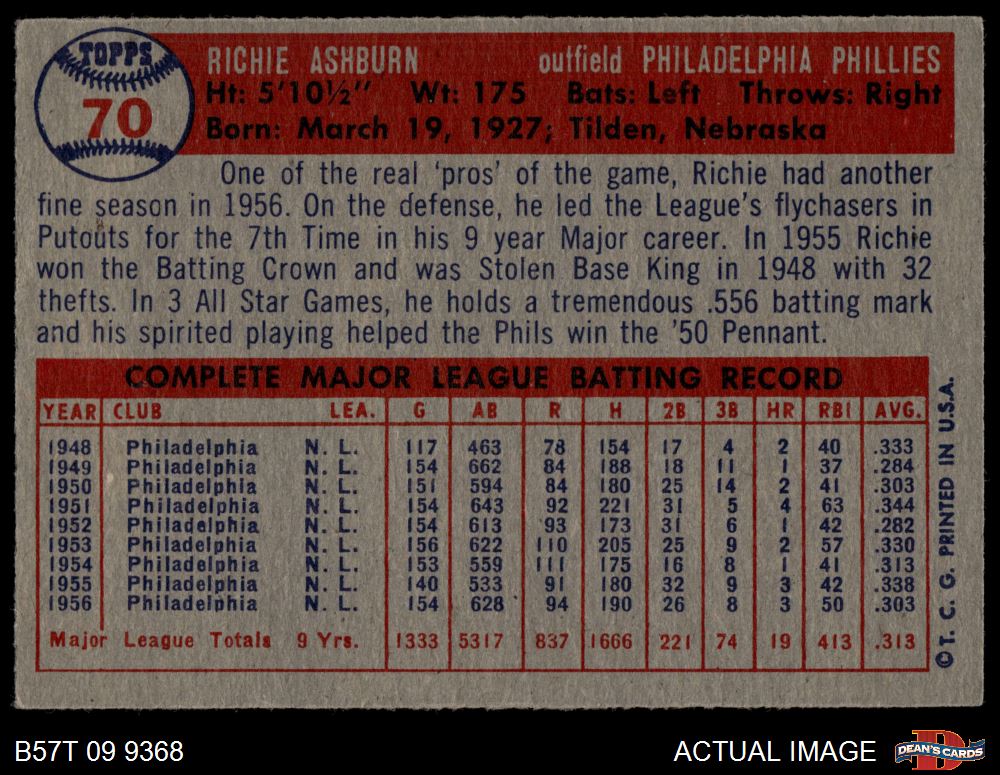 TOPPS
70
RICHIE ASHBURN outfield PHILADELPHIA PHILLIES
Ht: 5'10½" Wt: 175 Bats: Left Throws: Right
Born: March 19, 1927; Tilden, Nebraska
One of the real 'pros' of the game, Richie had another
fine season in 1956. On the defense, he led the League's flychasers in
Putouts for the 7th Time in his 9 year Major career. In 1955 Richie
won the Batting Crown and was Stolen Base King in 1948 with 32
thefts. In 3 All Star Games, he holds a tremendous .556 batting mark
and his spirited playing helped the Phils win the '50 Pennant.
COMPLETE MAJOR LEAGUE BATTING RECORD
YEAR CLUB LEA. G AB R H 2B 3B HR RBI AVG.
1948 Philadelphia N. L. 117 463 78 154 17 4 2 40 .333
1949 Philadelphia N. L. 154 662 84 188 18 11 1 37 .284
1950 Philadelphia N. L. 151 594 84 180 25 14 2 41 .303
1951 Philadelphia N. L. 154 643 92 221 31 5 4 63 .344
1952 Philadelphia N. L. 154 613 93 173 31 6 1 42 .282
1953 Philadelphia N. L. 156 622 110 205 25 9 2 57 .330
1954 Philadelphia N. L. 153 559 111 175 16 8 1 41 .313
1955 Philadelphia N. L. 140 533 91 180 32 9 3 42 .338
1956 Philadelphia N. L. 154 628 94 190 26 8 3 50 .303
Major League Totals 9 Yrs. 1333 5317 837 1666 221 74 19 413 .313
©T. C. G. PRINTED IN U.S.A.
B57T 09 9368 ACTUAL IMAGE
DEAN'S CARDS